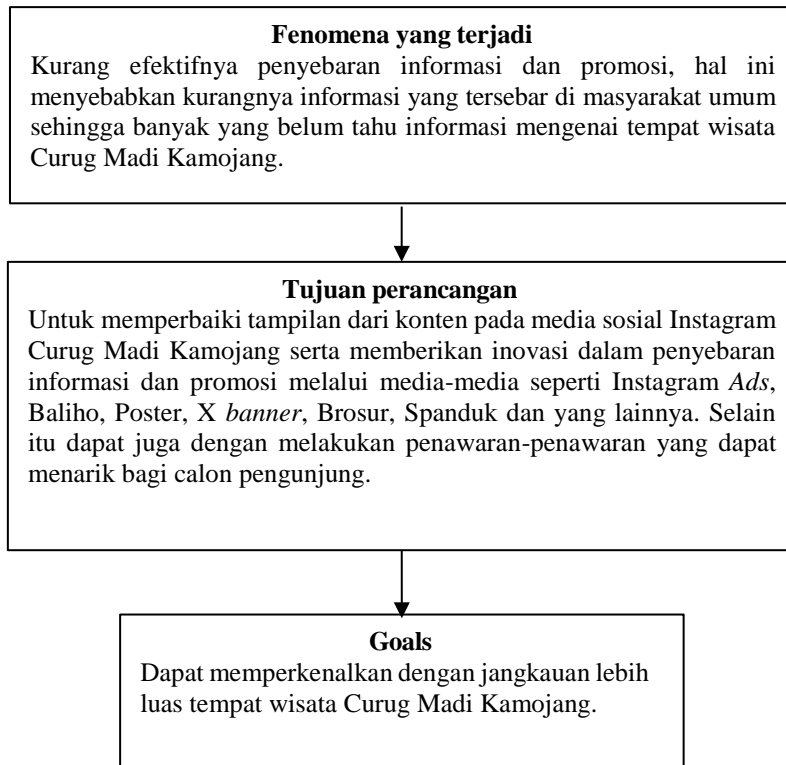 Fenomena yang terjadi
Kurang efektifnya penyebaran informasi dan promosi, hal ini
menyebabkan kurangnya informasi yang tersebar di masyarakat umum
sehingga banyak yang belum tahu informasi mengenai tempat wisata
Curug Madi Kamojang.
Tujuan perancangan
Untuk memperbaiki tampilan dari konten pada media sosial Instagram
Curug Madi Kamojang serta memberikan inovasi dalam penyebaran
informasi dan promosi melalui media-media seperti Instagram Ads,
Baliho, Poster, X banner, Brosur, Spanduk dan yang lainnya. Selain
itu dapat juga dengan melakukan penawaran-penawaran yang dapat
menarik bagi calon pengunjung.
Goals
Dapat memperkenalkan dengan jangkauan lebih
luas tempat wisata Curug Madi Kamojang.